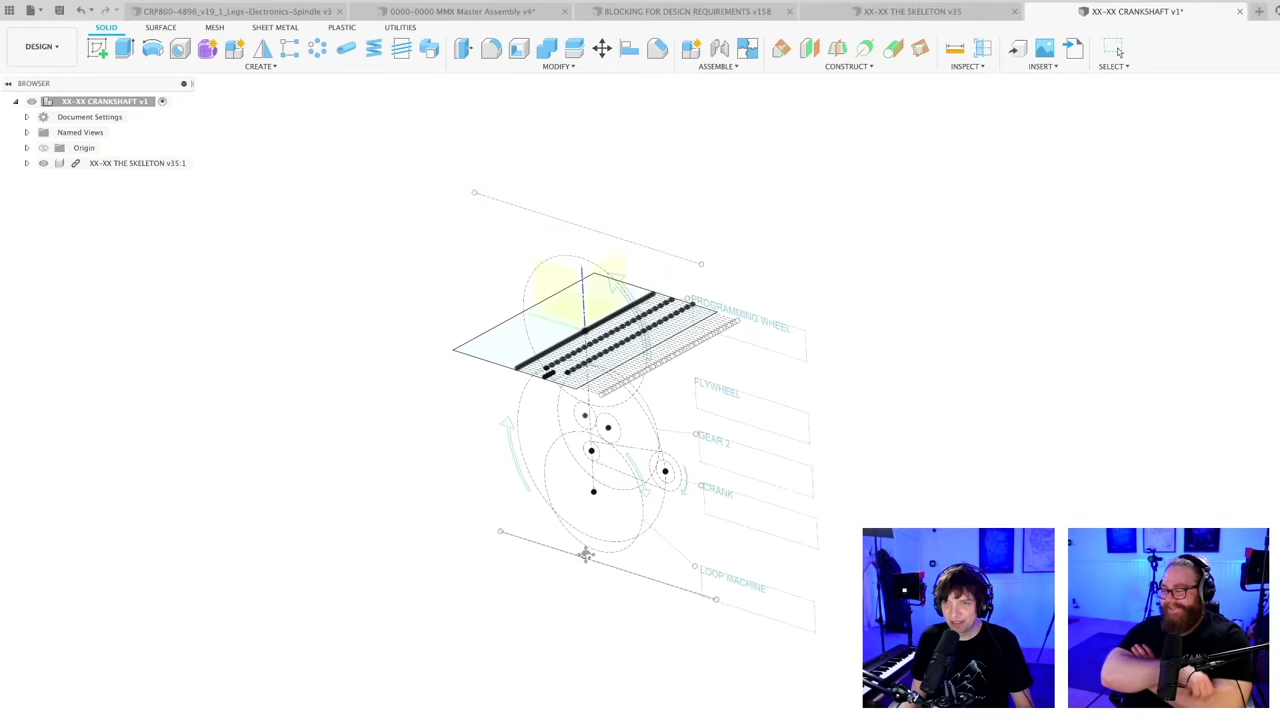 CRP800-4896_v19_1_Legs-Electronics-Spindle v3
0000-0000 MMX Master Assembly v4*
BLOCKING FOR DESIGN REQUIREMENTS v158
XX-XX THE SKELETON v35
XX-XX CRANKSHAFT v1*
SOLID
SURFACE
MESH
SHEET METAL
PLASTIC
UTILITIES
DESIGN
CREATE
MODIFY
ASSEMBLE
CONSTRUCT
INSPECT
INSERT
SELECT
BROWSER
XX-XX CRANKSHAFT v1
Document Settings
Named Views
Origin
XX-XX THE SKELETON v35:1
PROGRAMMING WHEEL
FLYWHEEL
GEAR 2
CRANK
LOOP MACHINE